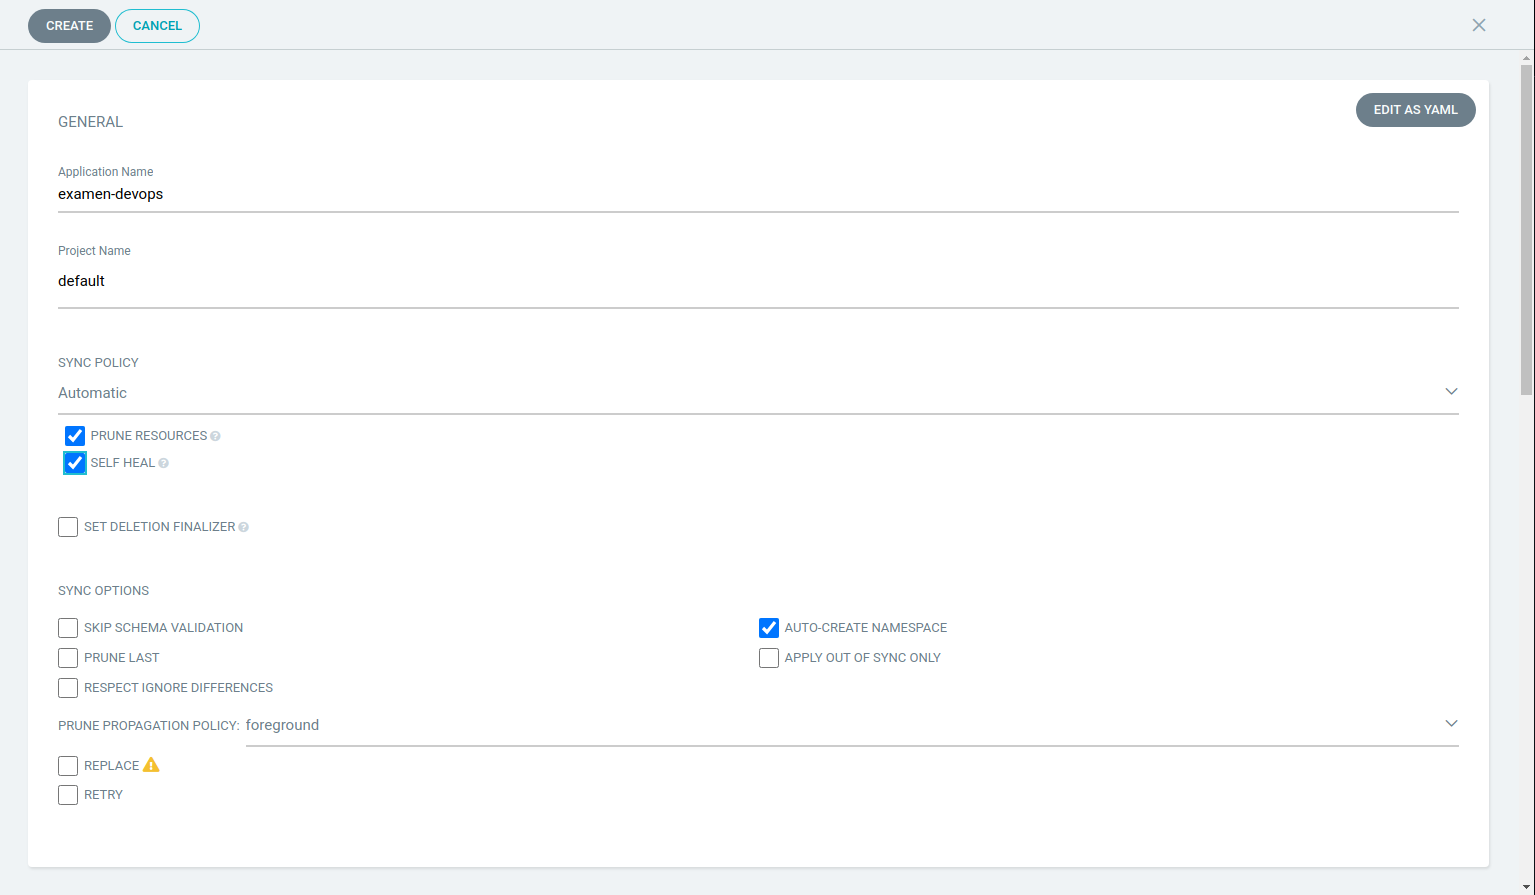 CREATE
CANCEL
EDIT AS YAML
GENERAL
Application Name
examen-devops
Project Name
default
SYNC POLICY
Automatic
PRUNE RESOURCES
SELF HEAL
SET DELETION FINALIZER
SYNC OPTIONS
SKIP SCHEMA VALIDATION
AUTO-CREATE NAMESPACE
PRUNE LAST
APPLY OUT OF SYNC ONLY
RESPECT IGNORE DIFFERENCES
PRUNE PROPAGATION POLICY: foreground
REPLACE
RETRY